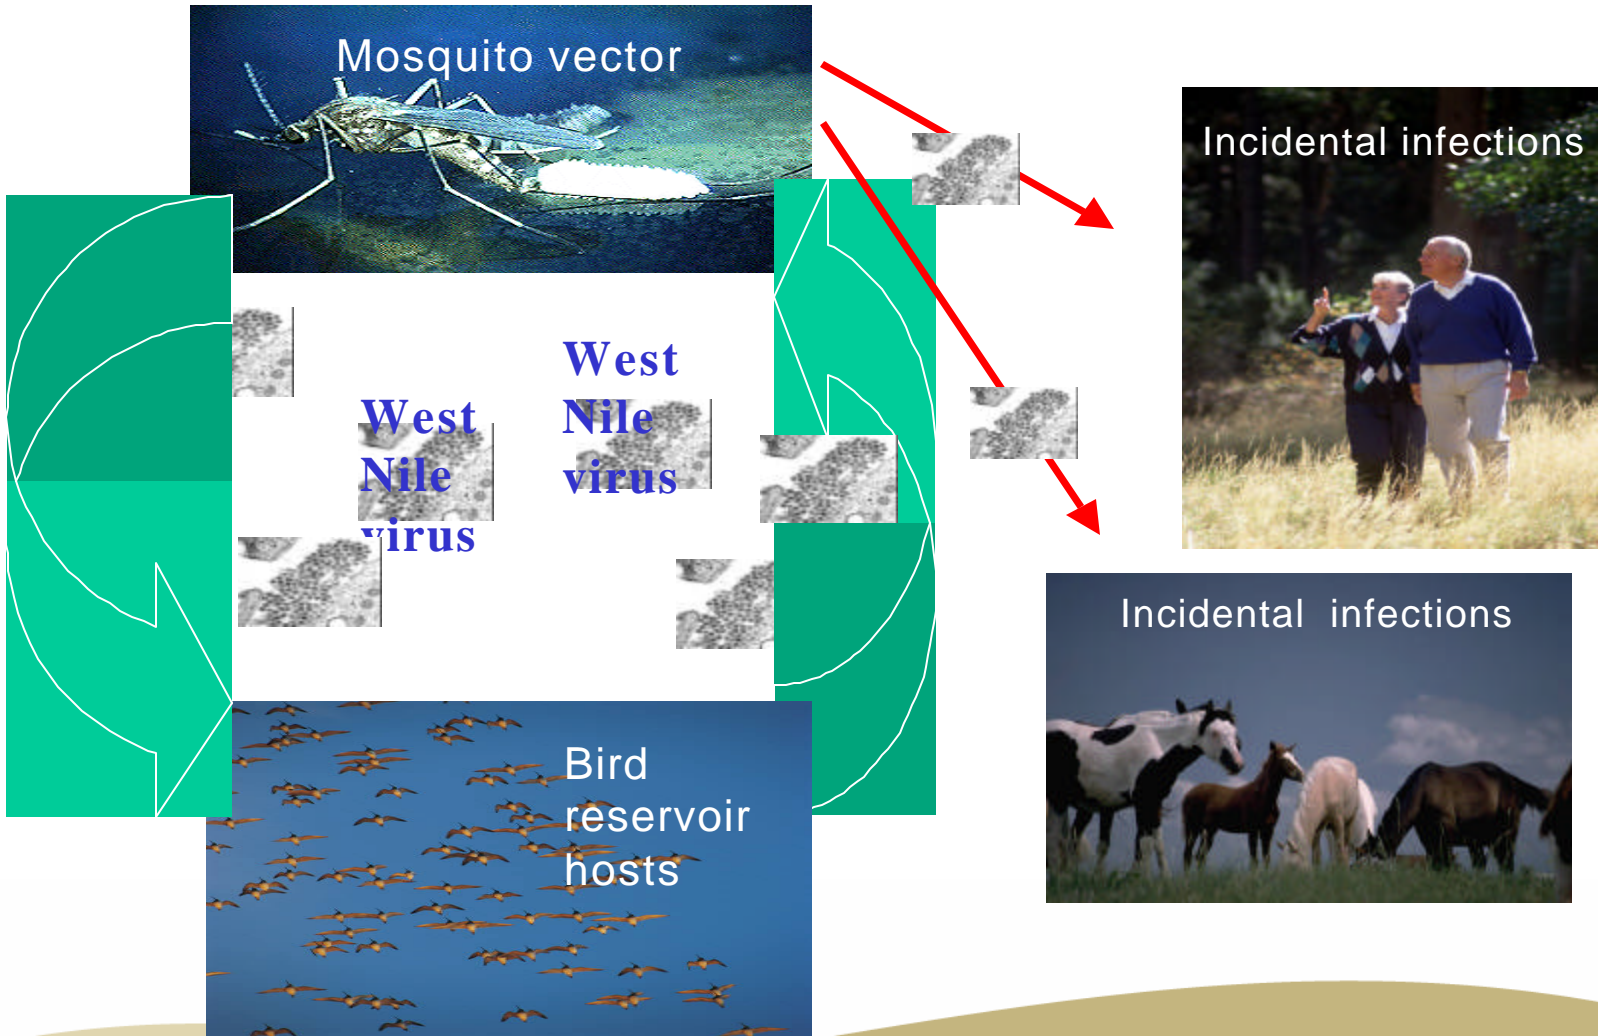 Mosquito vector
Incidental infections
West
Nile
virus
West
Nile
virus
Incidental infections
Bird
reservoir
hosts